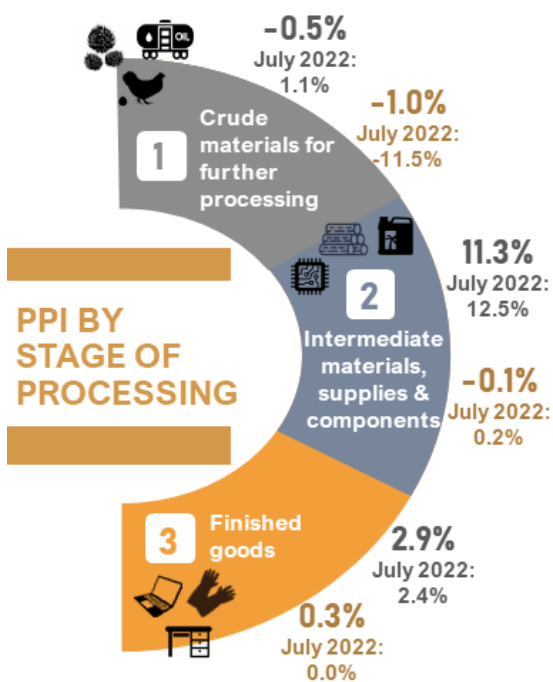 -0.5%
July 2022:
1.1%
-1.0%
July 2022:
-11.5%
OIL
1
Crude
materials for
further
processing
11.3%
July 2022:
12.5%
2
Intermediate
materials,
supplies &
components
-0.1%
July 2022:
0.2%
PPI BY
STAGE OF
PROCESSING
3
Finished
goods
2.9%
July 2022:
2.4%
0.3%
July 2022:
0.0%